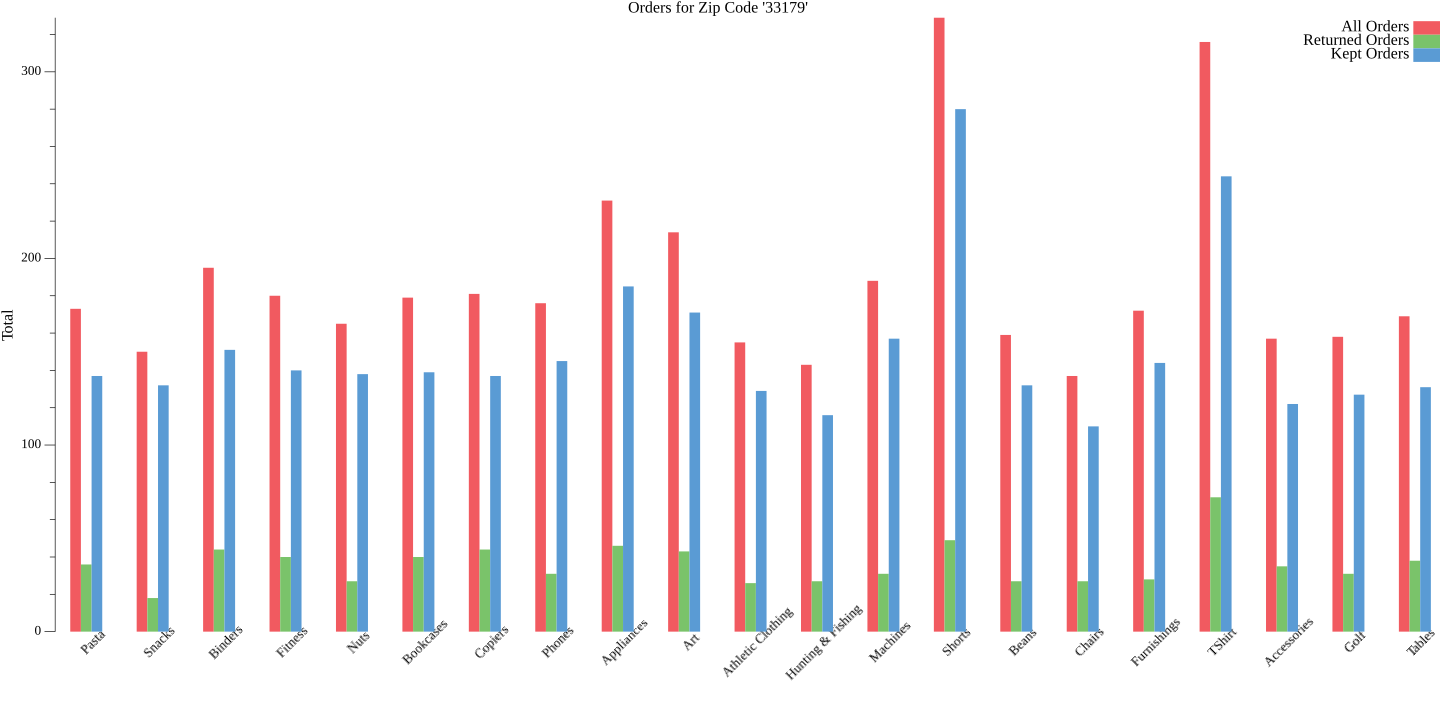 Orders for Zip Code '33179'
All Orders
Returned Orders
Kept Orders
Total
300
200
100
0
Pasta
Snacks
Binders
Fitness
Nuts
Bookcases
Copiers
Phones
Appliances
Art
Athletic Clothing
Hunting & Fishing
Machines
Shorts
Beans
Chairs
Furnishings
TShirt
Accessories
Golf
Tables